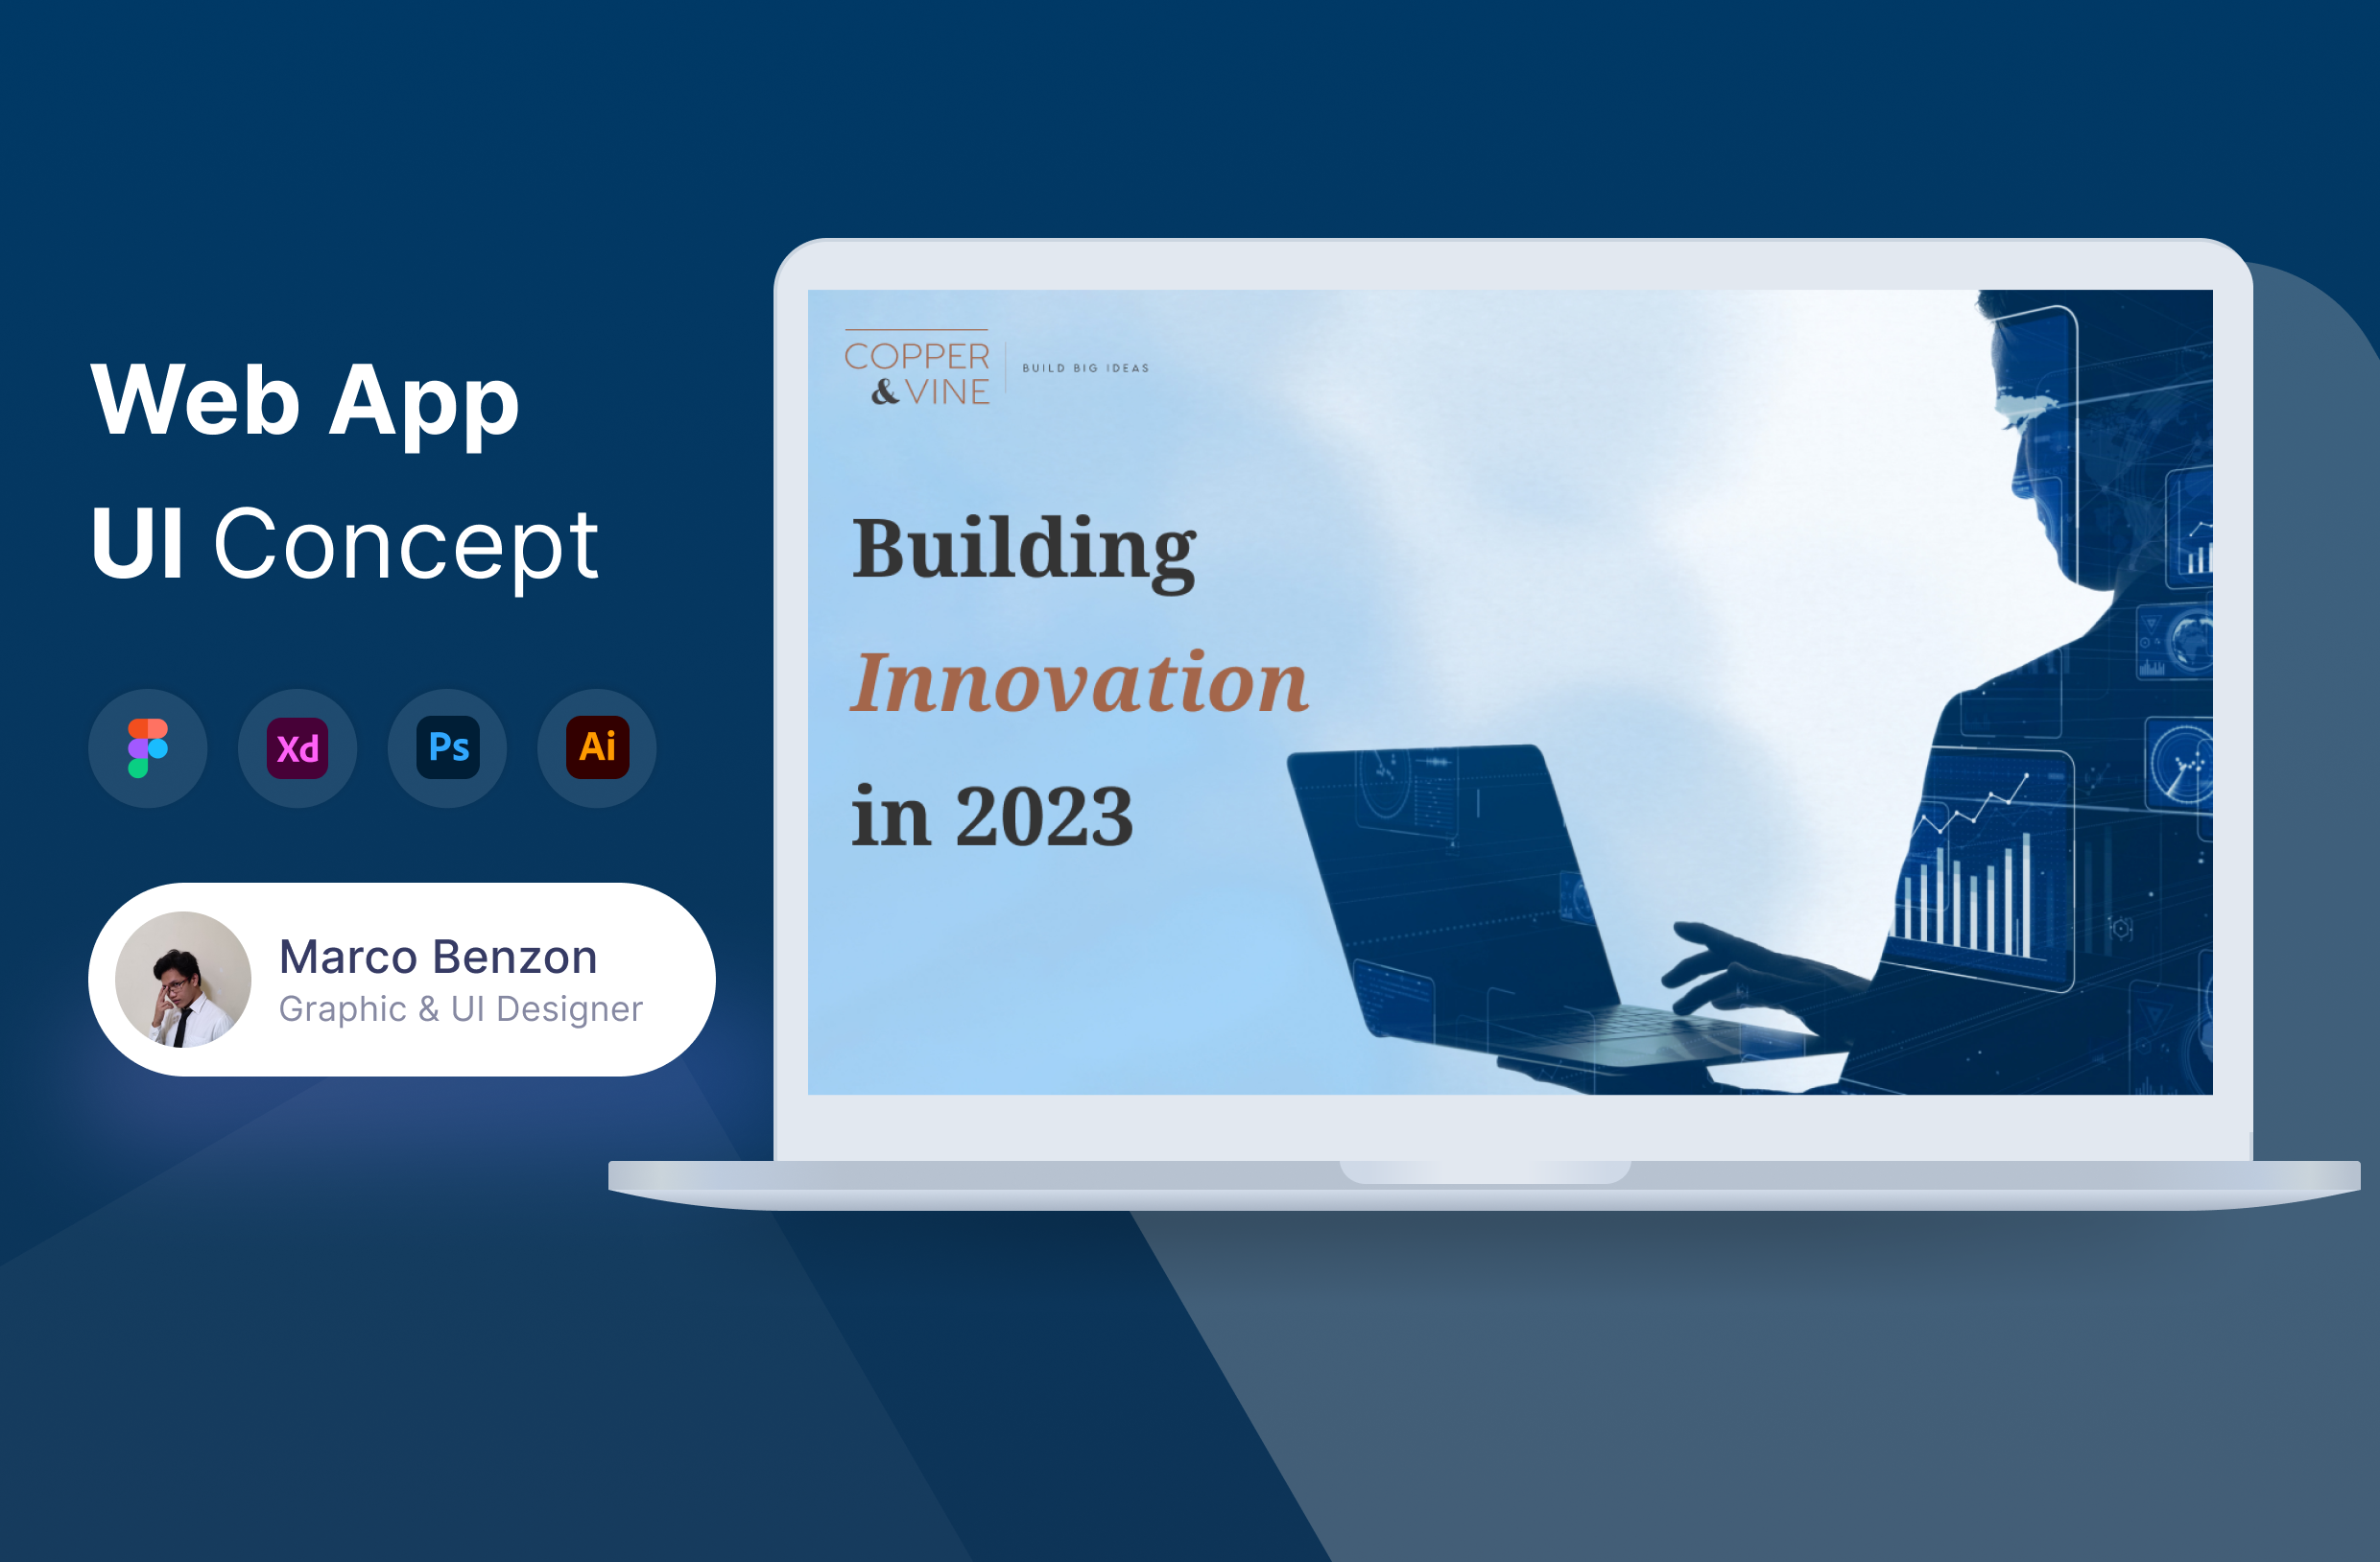 Web App
UI Concept
Xd
Ps
Ai
Marco Benzon
Graphic & UI Designer
COPPER
& VINE
BUILD BIG IDEAS
Building
Innovation
in 2023